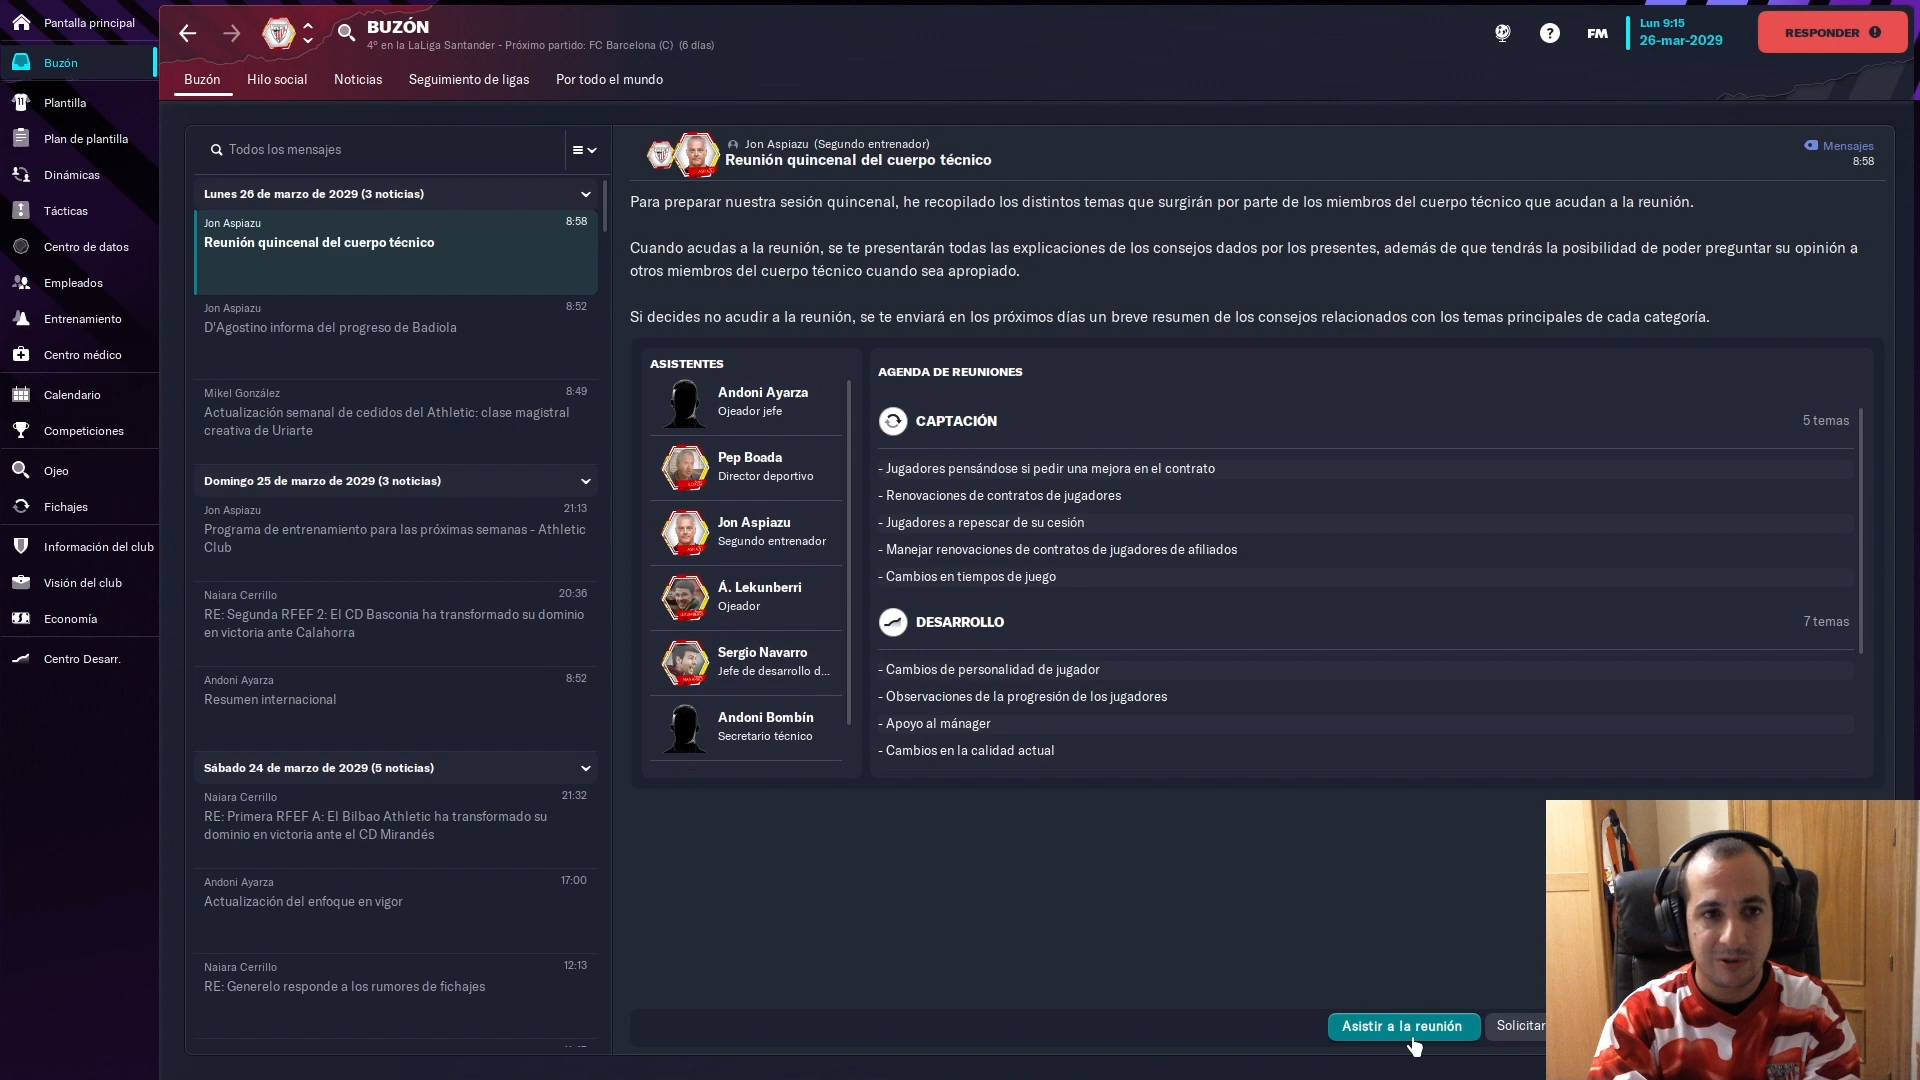 Pantalla principal
Buzón
Plantilla
Plan de plantilla
Dinámicas
Tácticas
Centro de datos
Empleados
Entrenamiento
Centro médico
Calendario
Competiciones
Ojeo
Fichajes
Información del club
Visión del club
Economía
Centro Desarr.
BUZÓN
4º en la LaLiga Santander - Próximo partido: FC Barcelona (C) (6 días)
FM
Lun 9:15
26-mar-2029
RESPONDER
Buzón Hilo social Noticias Seguimiento de ligas Por todo el mundo
Todos los mensajes
Lunes 26 de marzo de 2029 (3 noticias)
Jon Aspiazu 8:58
Reunión quincenal del cuerpo técnico
Jon Aspiazu 8:52
D'Agostino informa del progreso de Badiola
Mikel González 8:49
Actualización semanal de cedidos del Athletic: clase magistral
creativa de Uriarte
Domingo 25 de marzo de 2029 (3 noticias)
Jon Aspiazu 21:13
Programa de entrenamiento para las próximas semanas - Athletic
Club
Naiara Cerrillo 20:36
RE: Segunda RFEF 2: El CD Basconia ha transformado su dominio
en victoria ante Calahorra
Andoni Ayarza 8:52
Resumen internacional
Sábado 24 de marzo de 2029 (5 noticias)
Naiara Cerrillo 21:32
RE: Primera RFEF A: El Bilbao Athletic ha transformado su
dominio en victoria ante el CD Mirandés
Andoni Ayarza 17:00
Actualización del enfoque en vigor
Naiara Cerrillo 12:13
RE: Generelo responde a los rumores de fichajes
Jon Aspiazu (Segundo entrenador)
Reunión quincenal del cuerpo técnico
Mensajes
8:58
Para preparar nuestra sesión quincenal, he recopilado los distintos temas que surgirán por parte de los miembros del cuerpo técnico que acudan a la reunión.
Cuando acudas a la reunión, se te presentarán todas las explicaciones de los consejos dados por los presentes, además de que tendrás la posibilidad de poder preguntar su opinión a
otros miembros del cuerpo técnico cuando sea apropiado.
Si decides no acudir a la reunión, se te enviará en los próximos días un breve resumen de los consejos relacionados con los temas principales de cada categoría.
ASISTENTES
Andoni Ayarza
Ojeador jefe
Pep Boada
Director deportivo
Jon Aspiazu
Segundo entrenador
Á. Lekunberri
Ojeador
Sergio Navarro
Jefe de desarrollo d...
Andoni Bombín
Secretario técnico
AGENDA DE REUNIONES
CAPTACIÓN 5 temas
- Jugadores pensándose si pedir una mejora en el contrato
- Renovaciones de contratos de jugadores
- Jugadores a repescar de su cesión
- Manejar renovaciones de contratos de jugadores de afiliados
- Cambios en tiempos de juego
DESARROLLO 7 temas
- Cambios de personalidad de jugador
- Observaciones de la progresión de los jugadores
- Apoyo al mánager
- Cambios en la calidad actual
Asistir a la reunión Solicitar